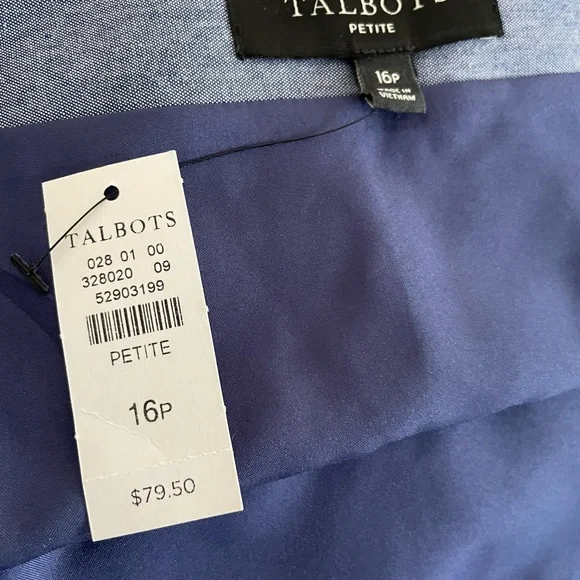 TALBOTS
PETITE
16P
MADE IN
VIETNAM
TALBOTS
028 01 00
328020 09
52903199
PETITE
16P
$79.50